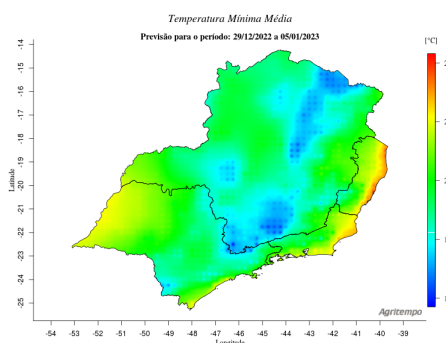 Temperatura Mínima Média
Previsão para o período: 29/12/2022 a 05/01/2023
[°C]
-14
-15
-16
-17
-18
-19
-20
-21
-22
-23
-24
-25
Latitude
Agritempo
-54 -53 -52 -51 -50 -49 -48 -47 -46 -45 -44 -43 -42 -41 -40 -39